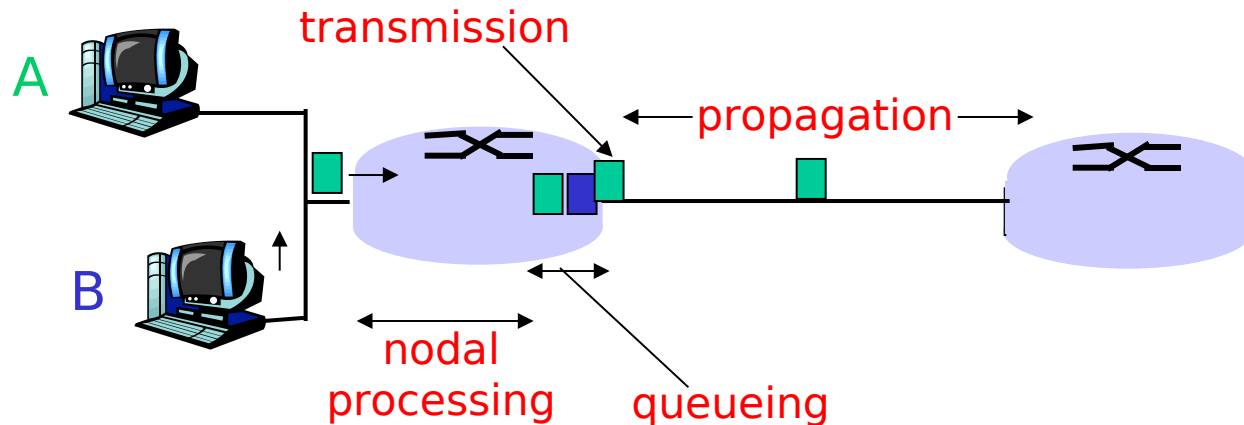 transmission
A
propagation
B
nodal
processing
queueing